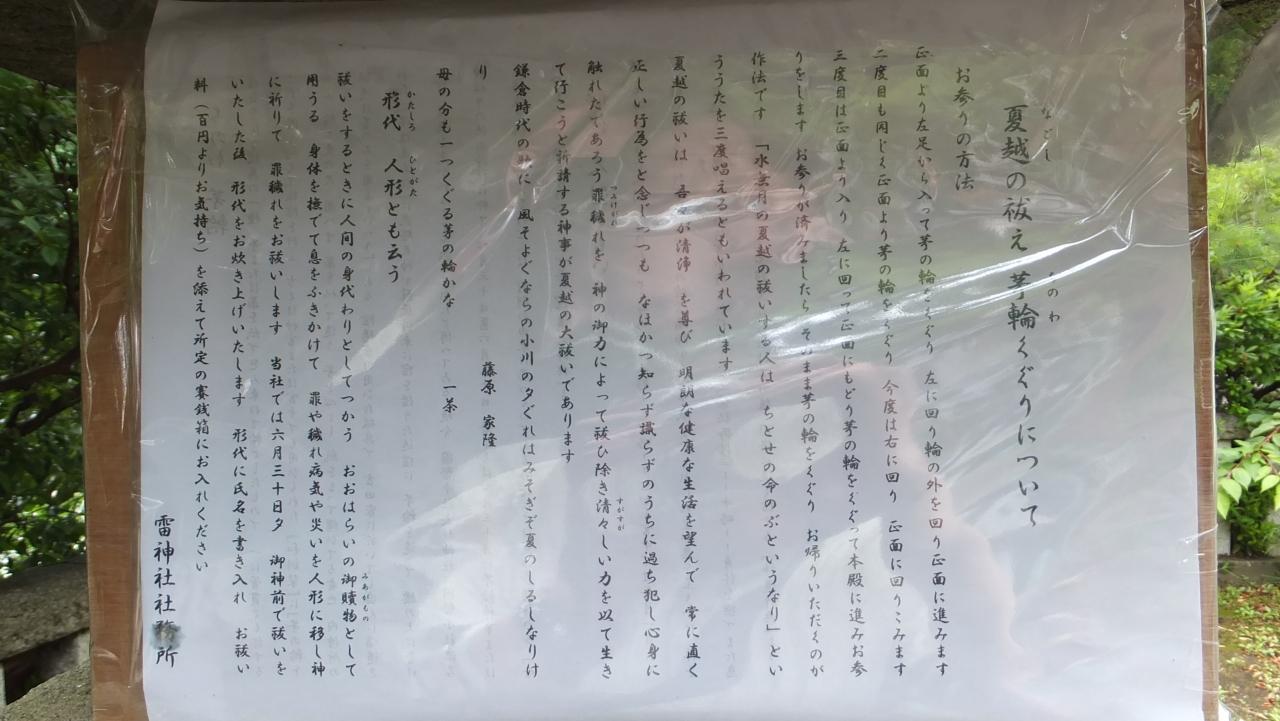 夏越の祓え 茅輪くぐりについて
お参りの方法
正面より左足から入って茅の輪をくぐり 左に回り輪の外を回り正面に進みます
二度目も同じく正面より茅の輪をくぐり 今度は右に回り 正面に回りこみます
三度目は正面より入り 左に回って正面にもどり茅の輪をくぐって本殿に進みお参
りをします お参りが済みましたら そのまま茅の輪をくぐり お帰りいただくのが
作法です 「水無月の夏越の祓いする人は ちとせの命のぶというなり」とい
ううたを三度唱えるともいわれています
夏越の祓いは 吾々が清浄を尊び 明朗な健康な生活を望んで 常に直く
正しい行為をと念じつつも なほかつ知らず識らずのうちに過ち犯し心身に
触れたであろう罪穢れを 神の御力によって祓ひ除き清々しい力を以て生き
て行こうと祈請する神事が夏越の大祓いであります
鎌倉時代の歌に 風そよぐならの小川の夕ぐれはみそぎぞ夏のしるしなりけ
り 藤原 家隆
母の分も一つくぐる茅の輪かな 一茶
形代 人形とも云う
祓いをするときに人間の身代わりとしてつかう おおはらいの御贖物として
用うる 身体を撫でて息をふきかけて 罪や穢れ病気や災いを人形に移し神
に祈りて 罪穢れをお祓いします 当社では六月三十日夕 御神前で祓いを
いたした後 形代をお炊き上げいたします 形代に氏名を書き入れ お祓い
料(百円よりお気持ち)を添えて所定の賽銭箱にお入れください
雷神社社務所